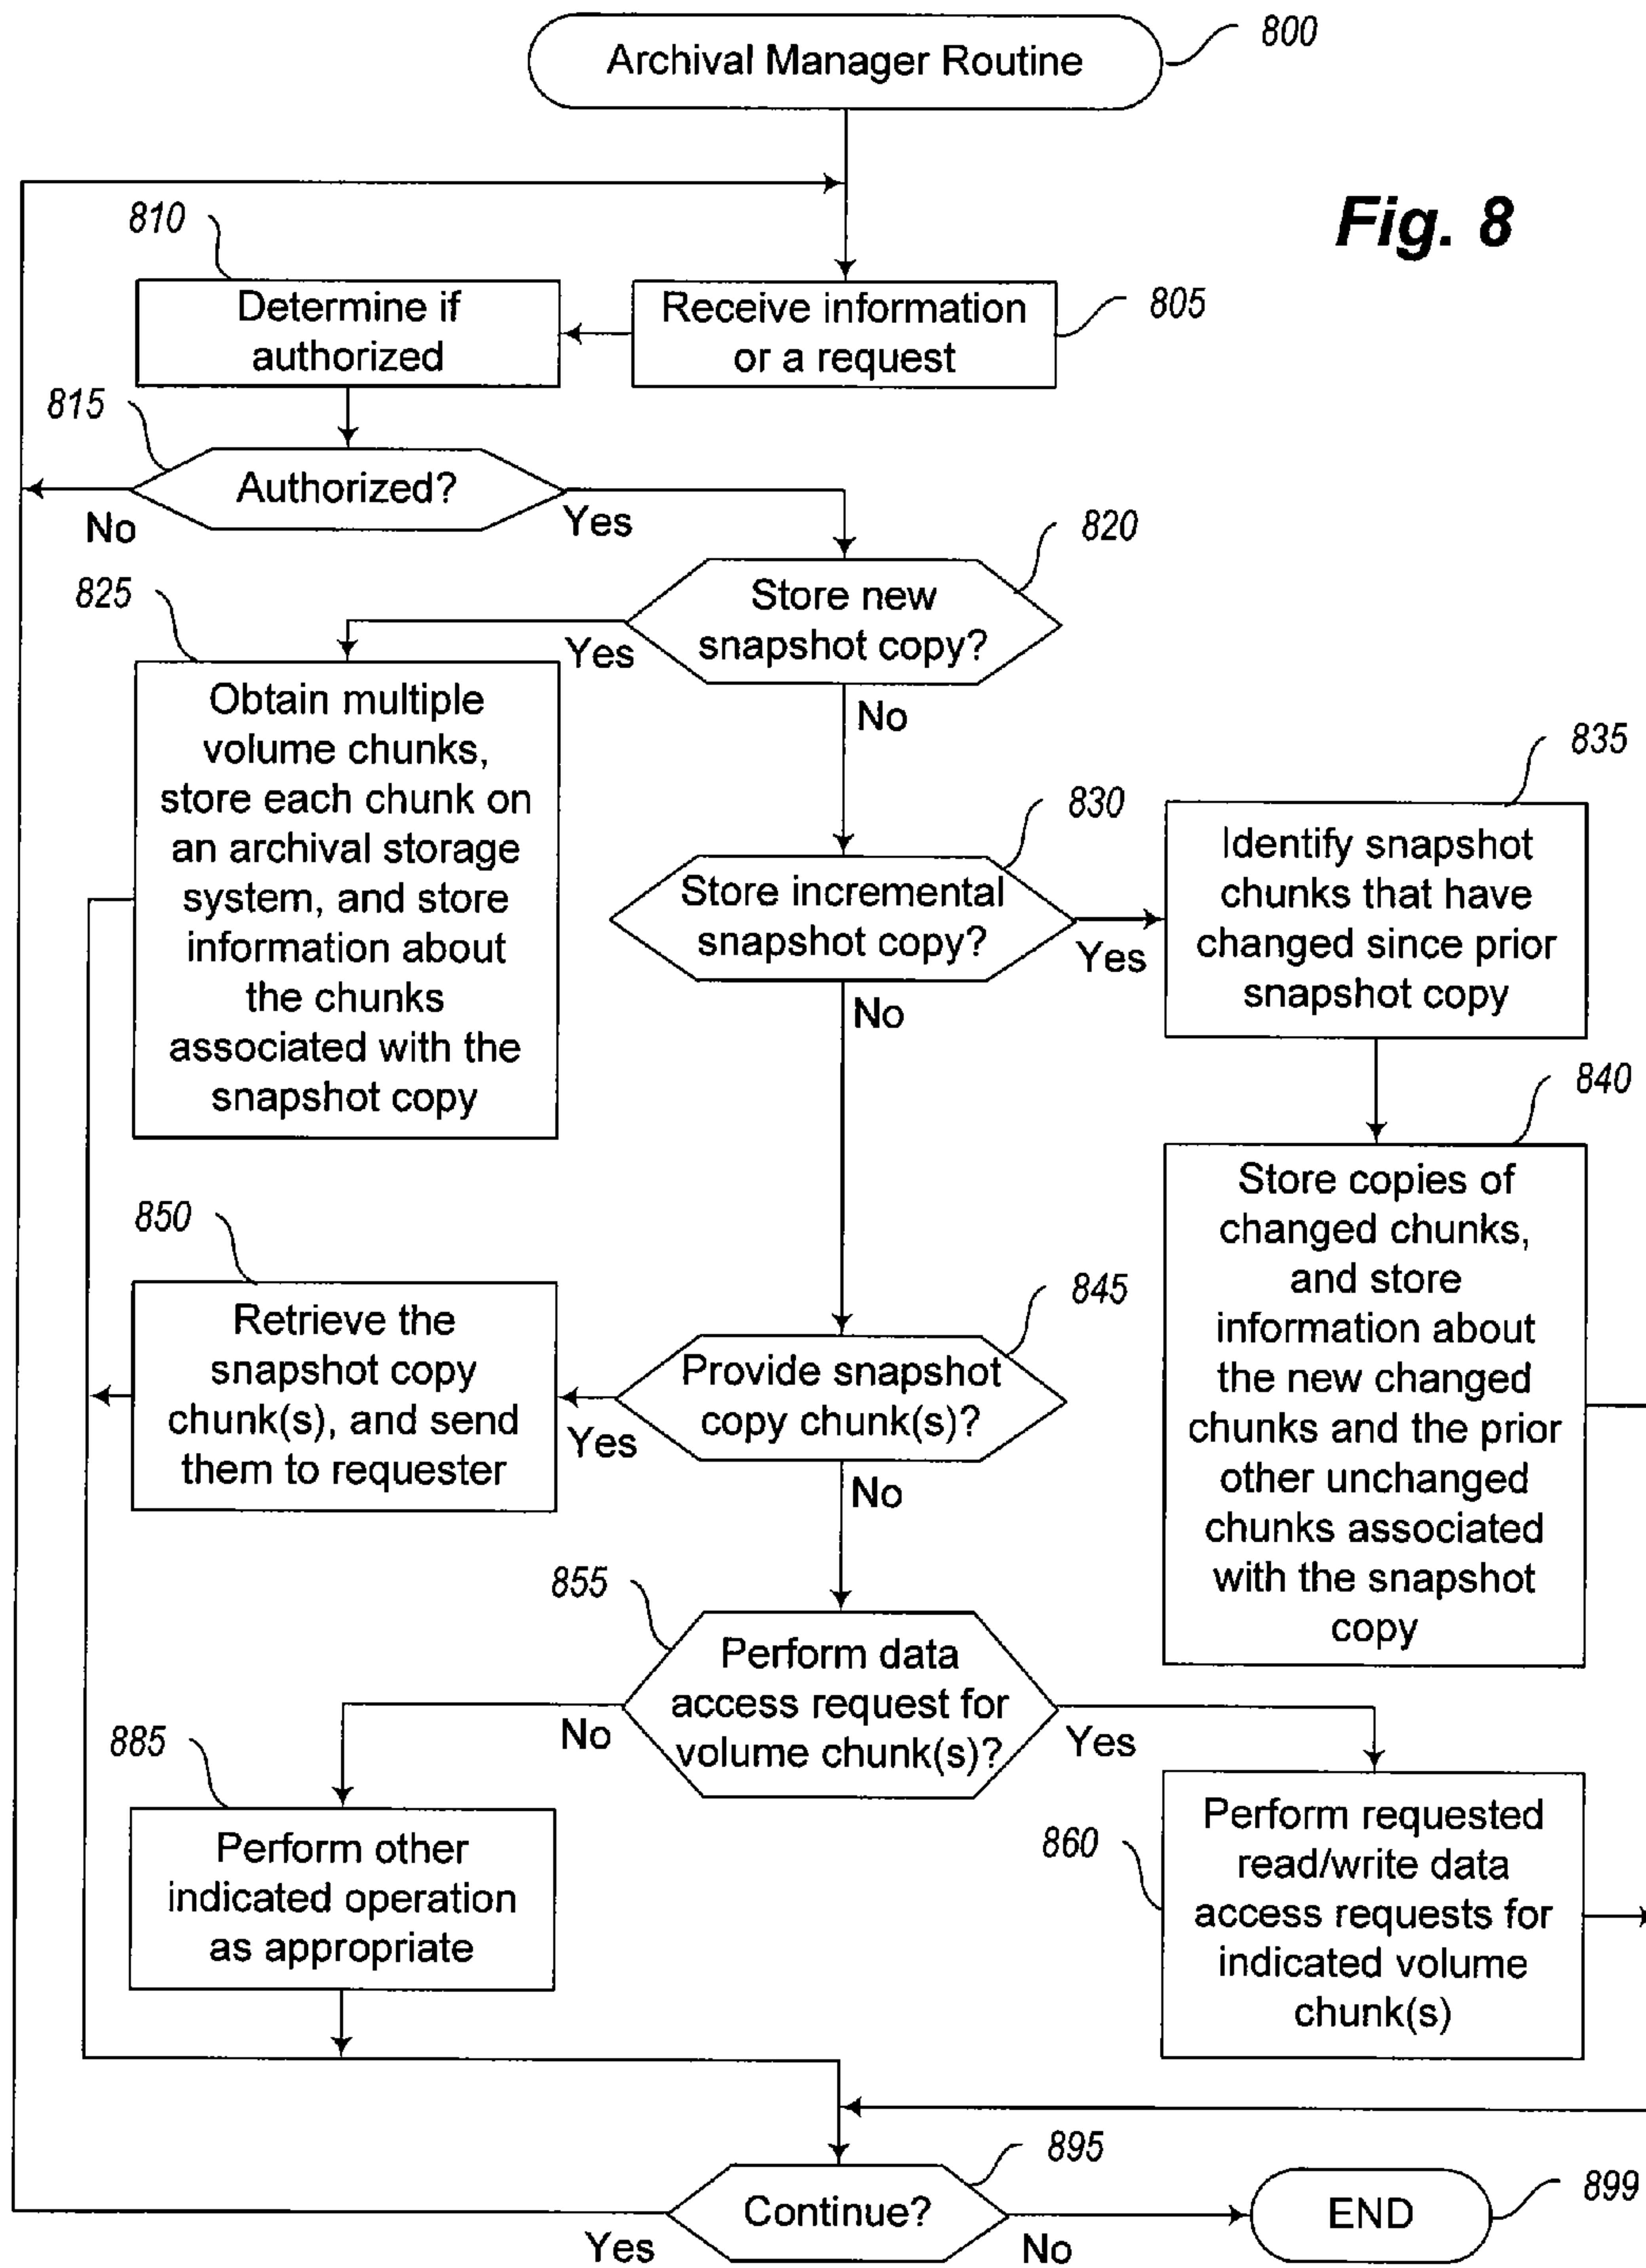 Archival Manager Routine
800
Fig. 8
810
Determine if
authorized
Receive information
or a request
805
815
Authorized?
No
Yes
820
Store new
snapshot copy?
Yes
No
825
Obtain multiple
volume chunks,
store each chunk on
an archival storage
system, and store
information about
the chunks
associated with the
snapshot copy
830
Store incremental
snapshot copy?
Yes
No
835
Identify snapshot
chunks that have
changed since prior
snapshot copy
840
Store copies of
changed chunks,
and store
information about
the new changed
chunks and the prior
other unchanged
chunks associated
with the snapshot
copy
850
Retrieve the
snapshot copy
chunk(s), and send
them to requester
845
Provide snapshot
copy chunk(s)?
Yes
No
855
Perform data
access request for
volume chunk(s)?
No
Yes
885
Perform other
indicated operation
as appropriate
860
Perform requested
read/write data
access requests for
indicated volume
chunk(s)
895
Continue?
Yes
No
END
899